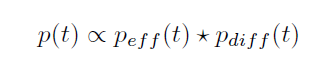 p(t) ∝ p_{eff}(t) ⋆ p_{diff}(t)